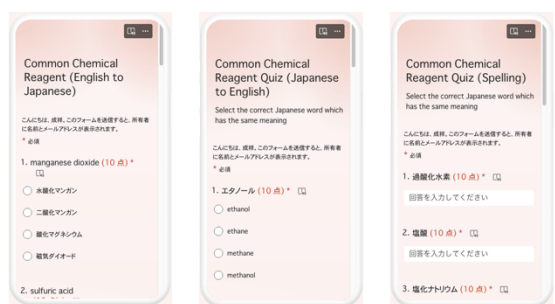 Common Chemical
Reagent (English to
Japanese)
こんにちは、成祥。このフォームを送信すると、所有者
に名前とメールアドレスが表示されます。
* 必須
1. manganese dioxide (10 点) *
水酸化マンガン
二酸化マンガン
酸化マグネシウム
磁気ダイオード
2. sulfuric acid
Common Chemical
Reagent Quiz (Japanese
to English)
Select the correct Japanese word which
has the same meaning
こんにちは、成祥。このフォームを送信すると、所有者
に名前とメールアドレスが表示されます。
* 必須
1. エタノール (10 点) *
ethanol
ethane
methane
methanol
Common Chemical
Reagent Quiz (Spelling)
Select the correct Japanese word which
has the same meaning
こんにちは、成祥。このフォームを送信すると、所有者
に名前とメールアドレスが表示されます。
* 必須
1. 過酸化水素 (10 点) *
回答を入力してください
2. 塩酸 (10 点) *
回答を入力してください
3. 塩化ナトリウム (10 点) *